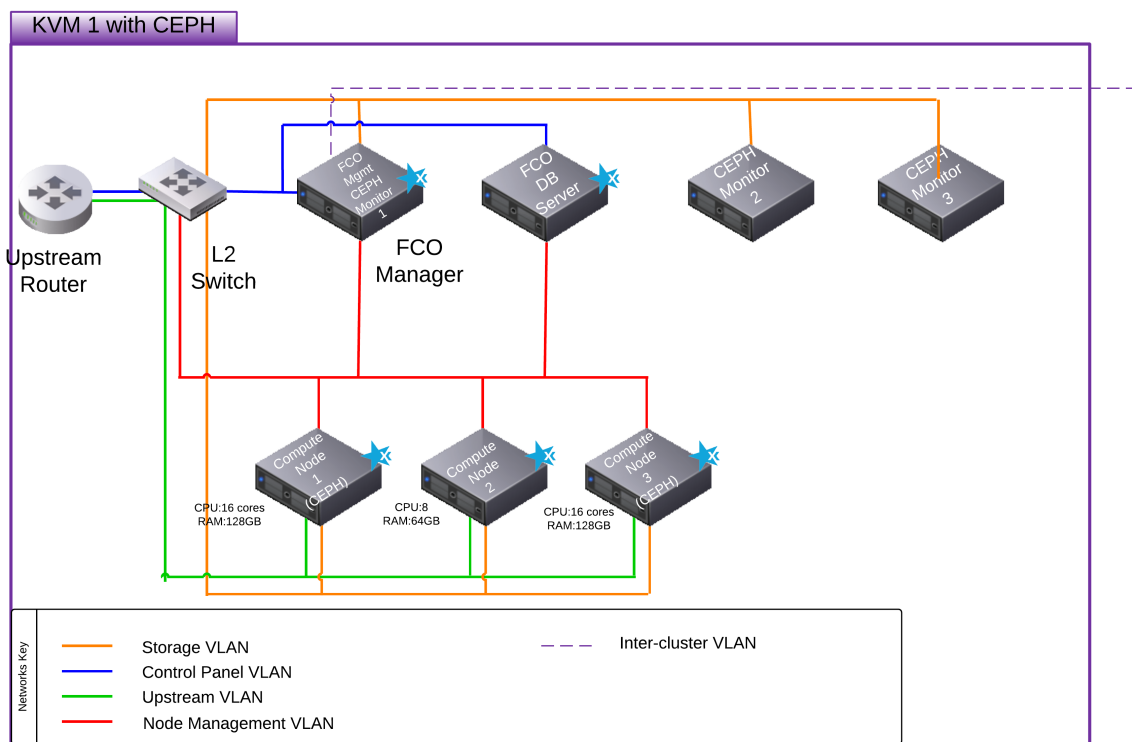 KVM 1 with CEPH
FCO
Mgmt
CEPH
Monitor
1
FCO
DB
Server
CEPH
Monitor
2
CEPH
Monitor
3
Upstream
Router
L2
Switch
FCO
Manager
Compute
Node
1
(CEPH)
Compute
Node
2
Compute
Node
3
(CEPH)
X
X
X
X
X
CPU:16 cores
RAM:128GB
CPU:8
RAM:64GB
CPU:16 cores
RAM:128GB
Networks Key
Storage VLAN
Control Panel VLAN
Upstream VLAN
Node Management VLAN
Inter-cluster VLAN